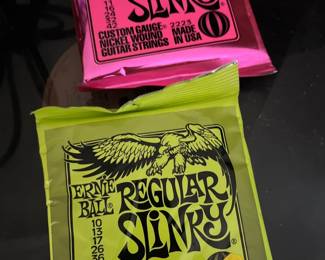 SLINKY
CUSTOM GAUGE® 2223
NICKEL WOUND MADE IN
GUITAR STRINGS USA
ERNIE
BALL
REGULAR
SLINKY®
10
13
17
26
36